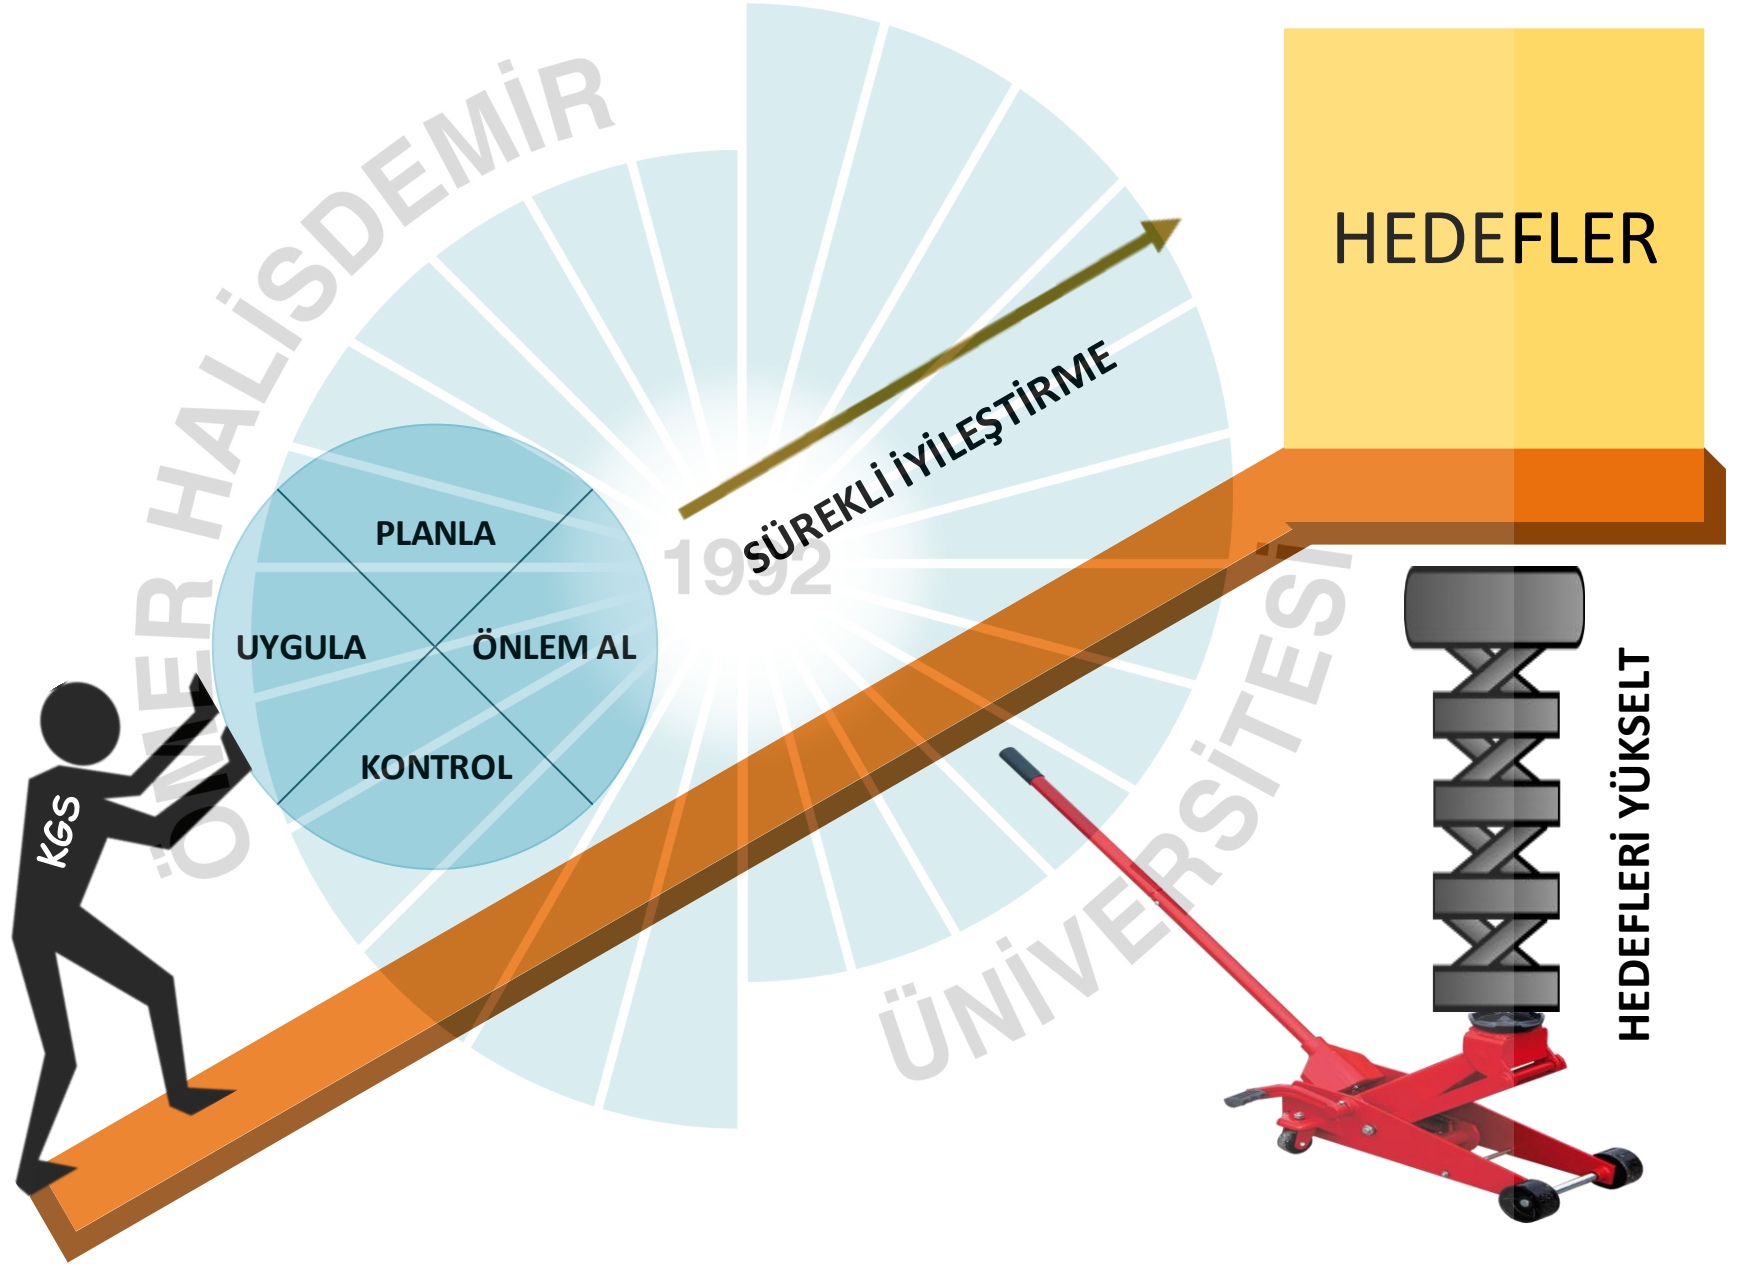 ÖMER HALİSDEMİR
ÜNİVERSİTESİ
1992
HEDEFLER
SÜREKLİ İYİLEŞTİRME
PLANLA
UYGULA
ÖNLEM AL
KONTROL
KGS
HEDEFLERİ YÜKSELT